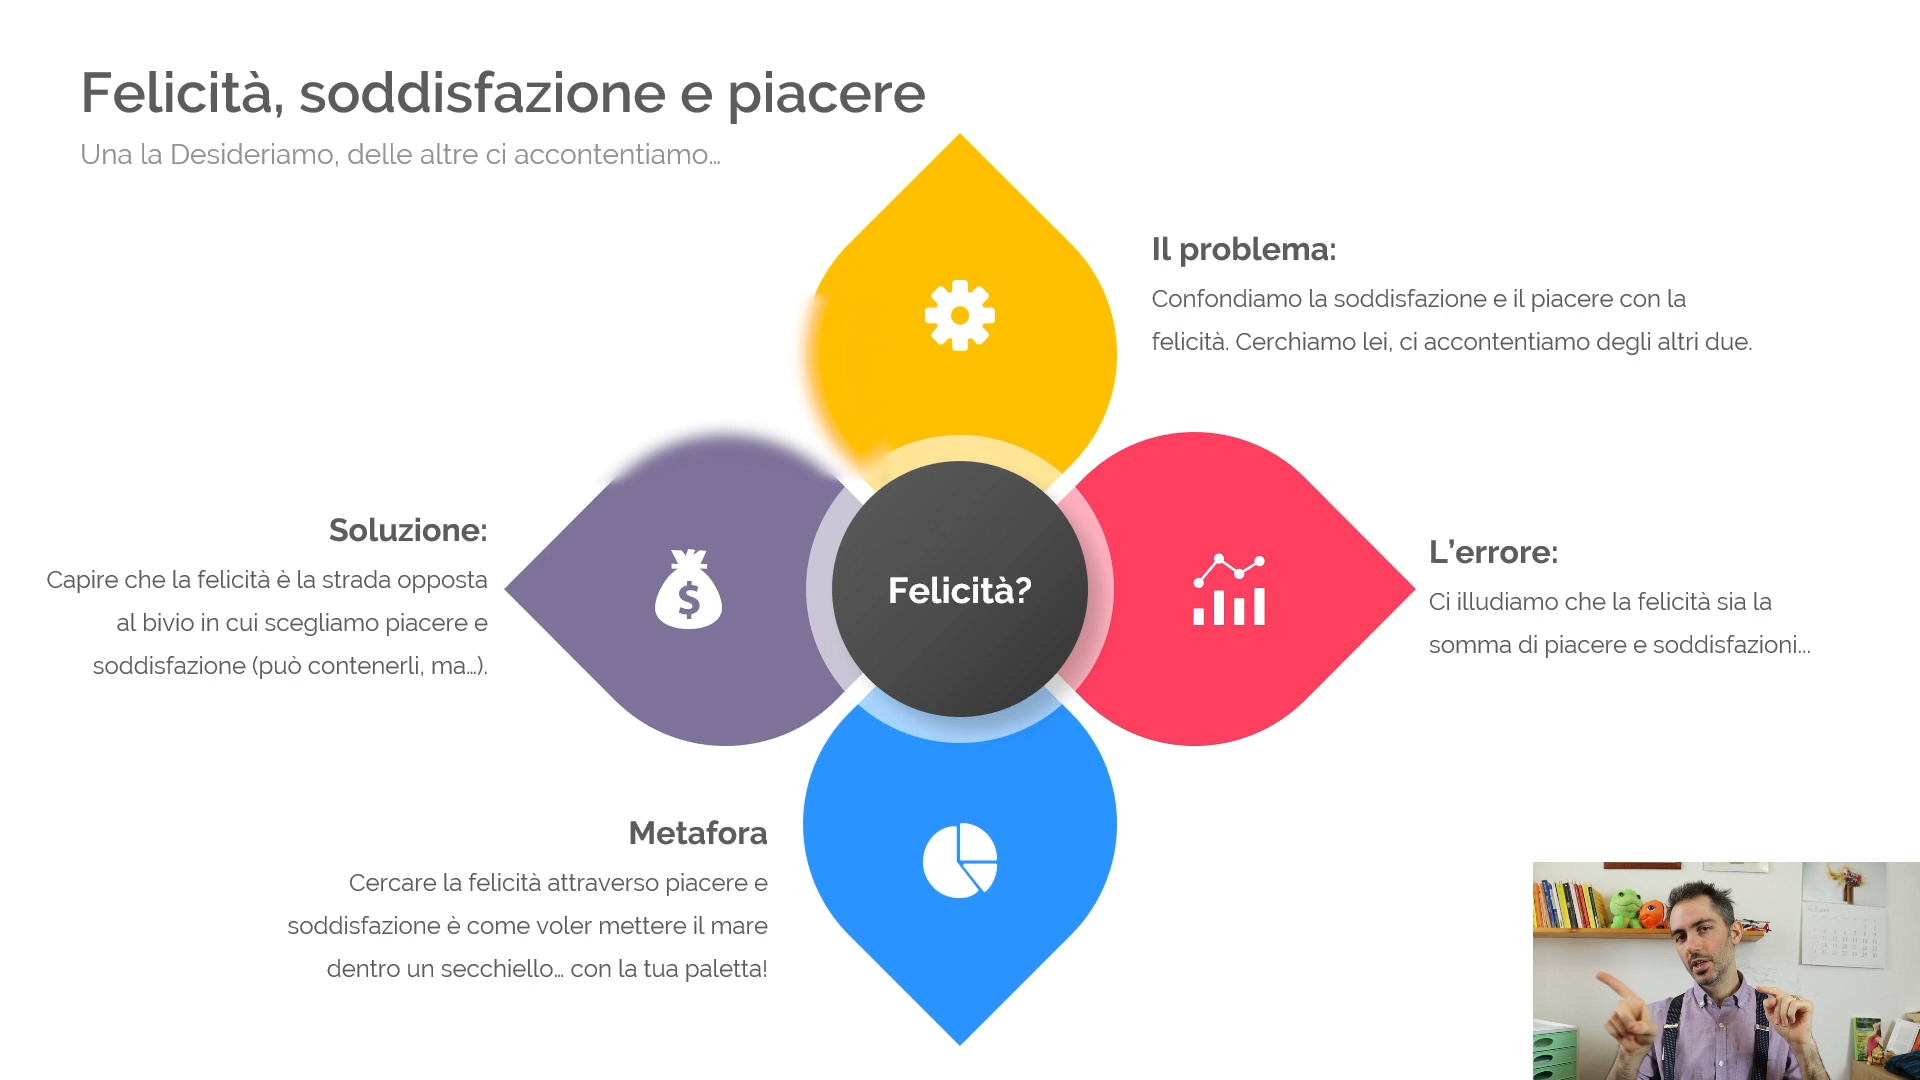 Felicità, soddisfazione e piacere
Una la Desideriamo, delle altre ci accontentiamo...
Il problema:
Confondiamo la soddisfazione e il piacere con la
felicità. Cerchiamo lei, ci accontentiamo degli altri due.
Felicità?
L'errore:
Ci illudiamo che la felicità sia la
somma di piacere e soddisfazioni...
Soluzione:
Capire che la felicità è la strada opposta
al bivio in cui scegliamo piacere e
soddisfazione (può contenerli, ma...).
$
Metafora
Cercare la felicità attraverso piacere e
soddisfazione è come voler mettere il mare
dentro un secchiello... con la tua paletta!